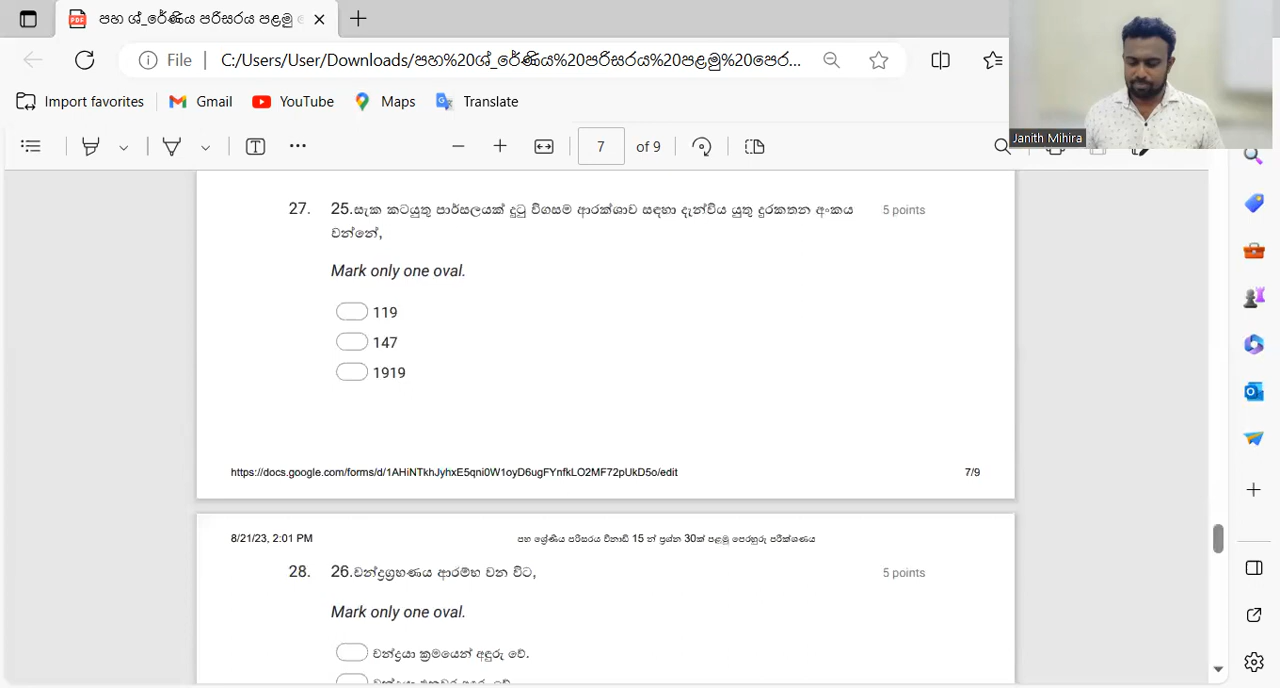 පහ ශ්_රේණිය පරිසරය පළමු
File
C:/Users/User/Downloads/පහ%20ශ්_රේණිය%20පරිසරය%20පළමු%20පෙර...
Import favorites
Gmail
YouTube
Maps
Translate
Janith Mihira
7 of 9
27. 25.සැක කටයුතු පාර්සලයක් දුටු විගසම ආරක්ශාව සඳහා දැන්විය යුතු දුරකතන අංකය 5 points
වන්නේ,
Mark only one oval.
119
147
1919
https://docs.google.com/forms/d/1AHiNTkhJyhxE5qni0W1oyD6ugFYnfkLO2MF72pUkD5o/edit 7/9
8/21/23, 2:01 PM පහ ශ්‍රේණිය පරිසරය විනාඩි 15 න් ප්‍රශ්න 30ක් පළමු පෙරහුරු පරීක්ශණය
28. 26.චන්ද්‍රග්‍රහණය ආරම්භ වන විට, 5 points
Mark only one oval.
චන්ද්‍රයා ක්‍රමයෙන් අඳුරු වේ.